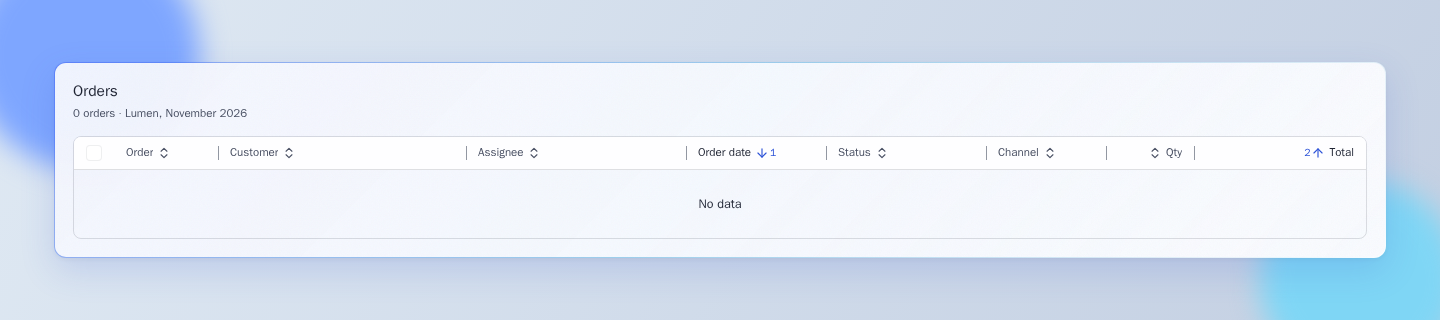 Orders
0 orders · Lumen, November 2026
Order Customer Assignee Order date 1 Status Channel Qty 2 Total
No data